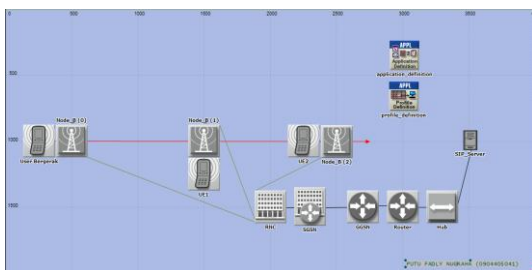 0 500 1000 1500 2000 2500 3000 3500
500
APPL
Application
Definition
application_definition
APPL
Profile
Definition
profile_definition
Node_B (0)
Node_B (1)
1000
User Bergerak
UE2
Node_B (2)
SIP_Server
UE1
1500
RNC
SGSN
GGSN
Router
Hub
PUTU FADLY NUGRAHA (0904405041)